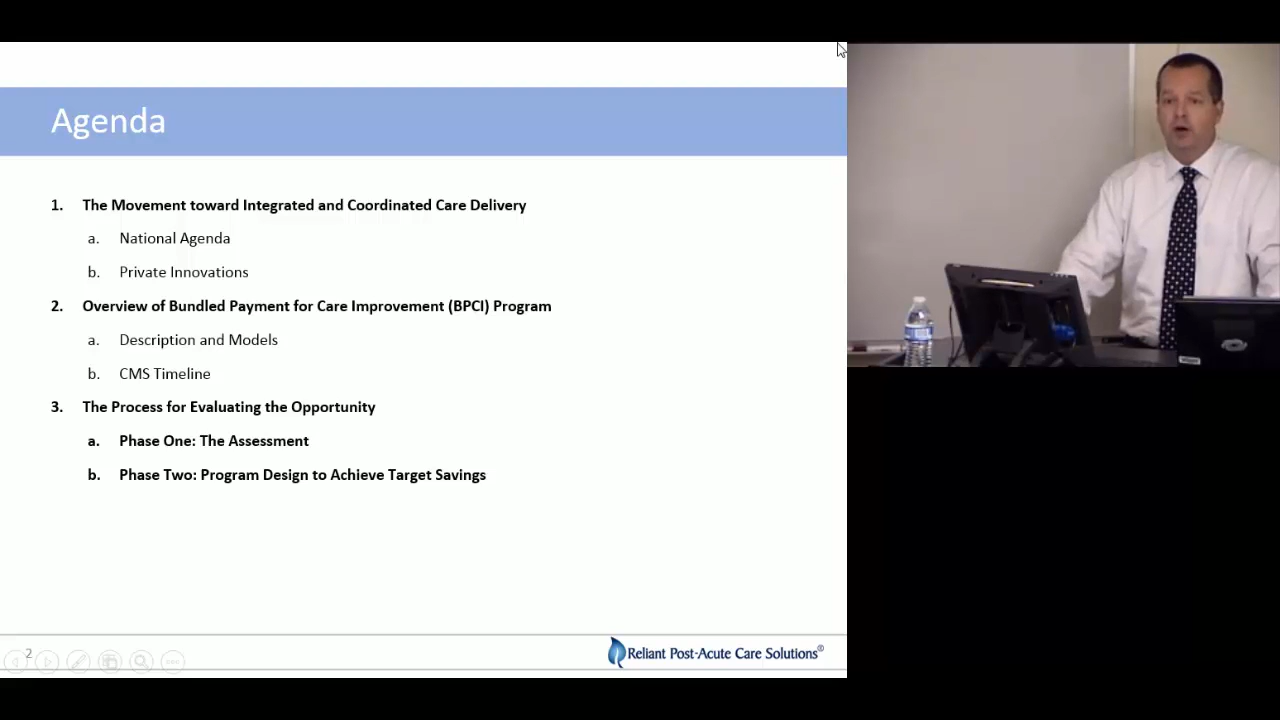 Agenda
1. The Movement toward Integrated and Coordinated Care Delivery
a. National Agenda
b. Private Innovations
2. Overview of Bundled Payment for Care Improvement (BPCI) Program
a. Description and Models
b. CMS Timeline
3. The Process for Evaluating the Opportunity
a. Phase One: The Assessment
b. Phase Two: Program Design to Achieve Target Savings
2
Reliant Post-Acute Care Solutions®